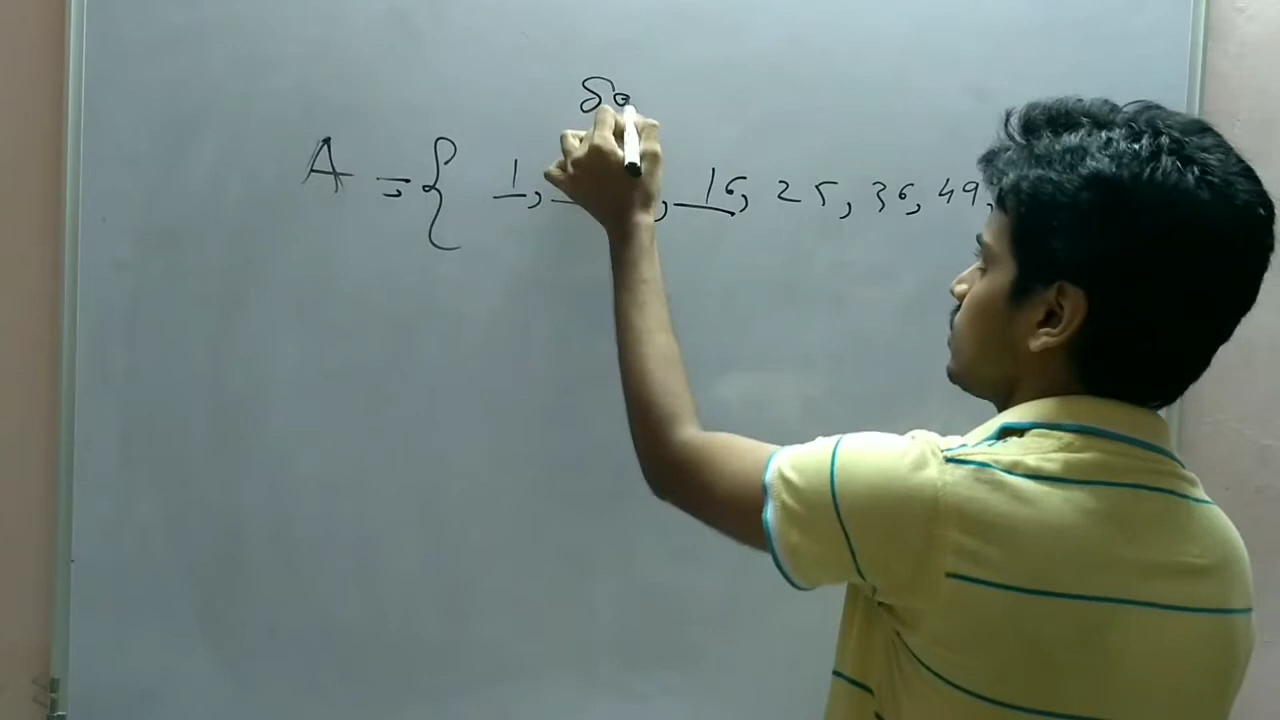 So
A = { 1, , 16, 25, 36, 49,